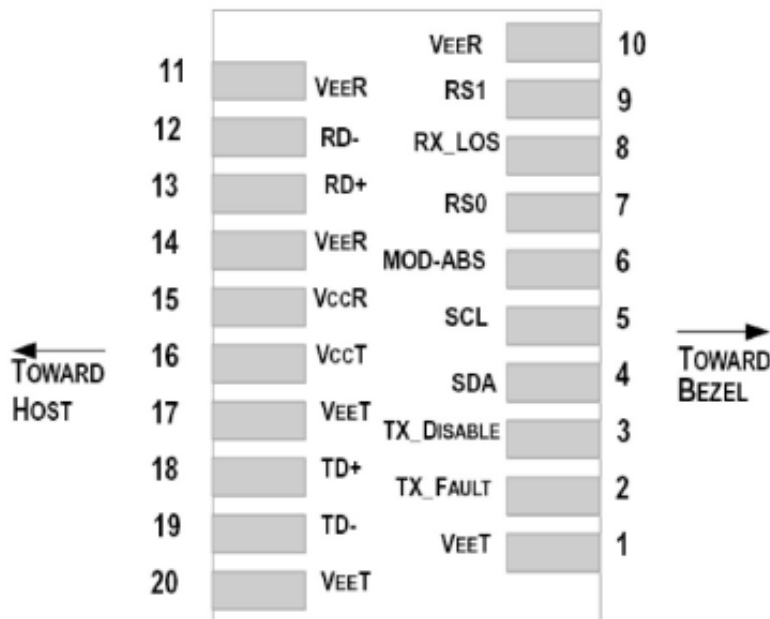 VEER 10
11 VEER
RS1 9
12 RD-
RX_LOS 8
13 RD+
RS0 7
14 VEER
MOD-ABS 6
15 VCCR
SCL 5
16 VCCT
TOWARD HOST
TOWARD BEZEL
SDA 4
17 VEET
TX_DISABLE 3
18 TD+
TX_FAULT 2
19 TD-
VEET 1
20 VEET